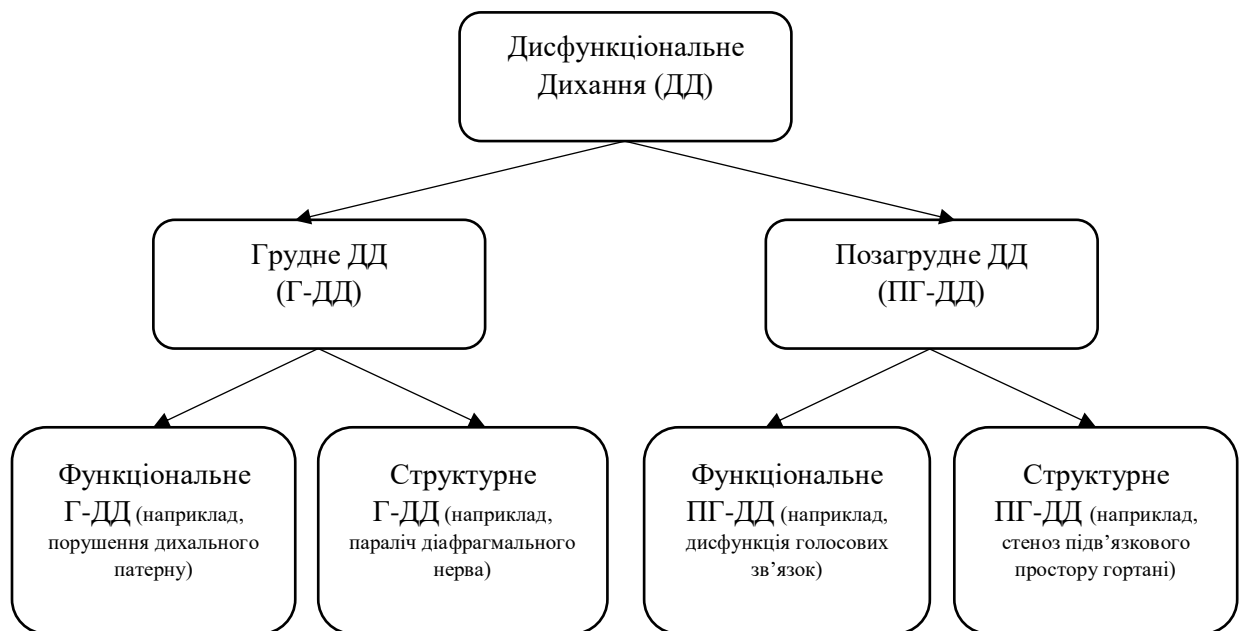 Дисфункціональне
Дихання (ДД)
Грудне ДД
(Г-ДД)
Позагрудне ДД
(ПГ-ДД)
Функціональне
Г-ДД (наприклад,
порушення дихального
патерну)
Структурне
Г-ДД (наприклад,
параліч діафрагмального
нерва)
Функціональне
ПГ-ДД (наприклад,
дисфункція голосових
зв’язок)
Структурне
ПГ-ДД (наприклад,
стеноз підв’язкового
простору гортані)